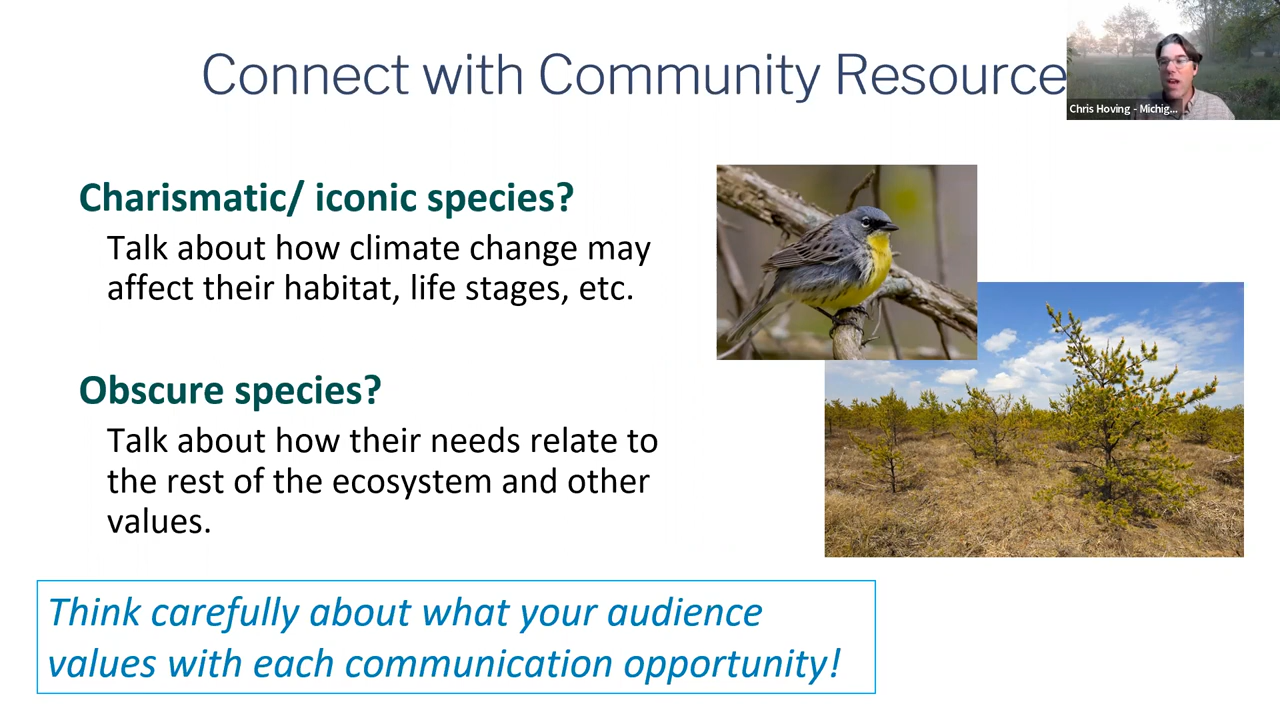 Connect with Community Resource
Chris Hoving - Michig...
Charismatic/ iconic species?
Talk about how climate change may
affect their habitat, life stages, etc.
Obscure species?
Talk about how their needs relate to
the rest of the ecosystem and other
values.
Think carefully about what your audience
values with each communication opportunity!